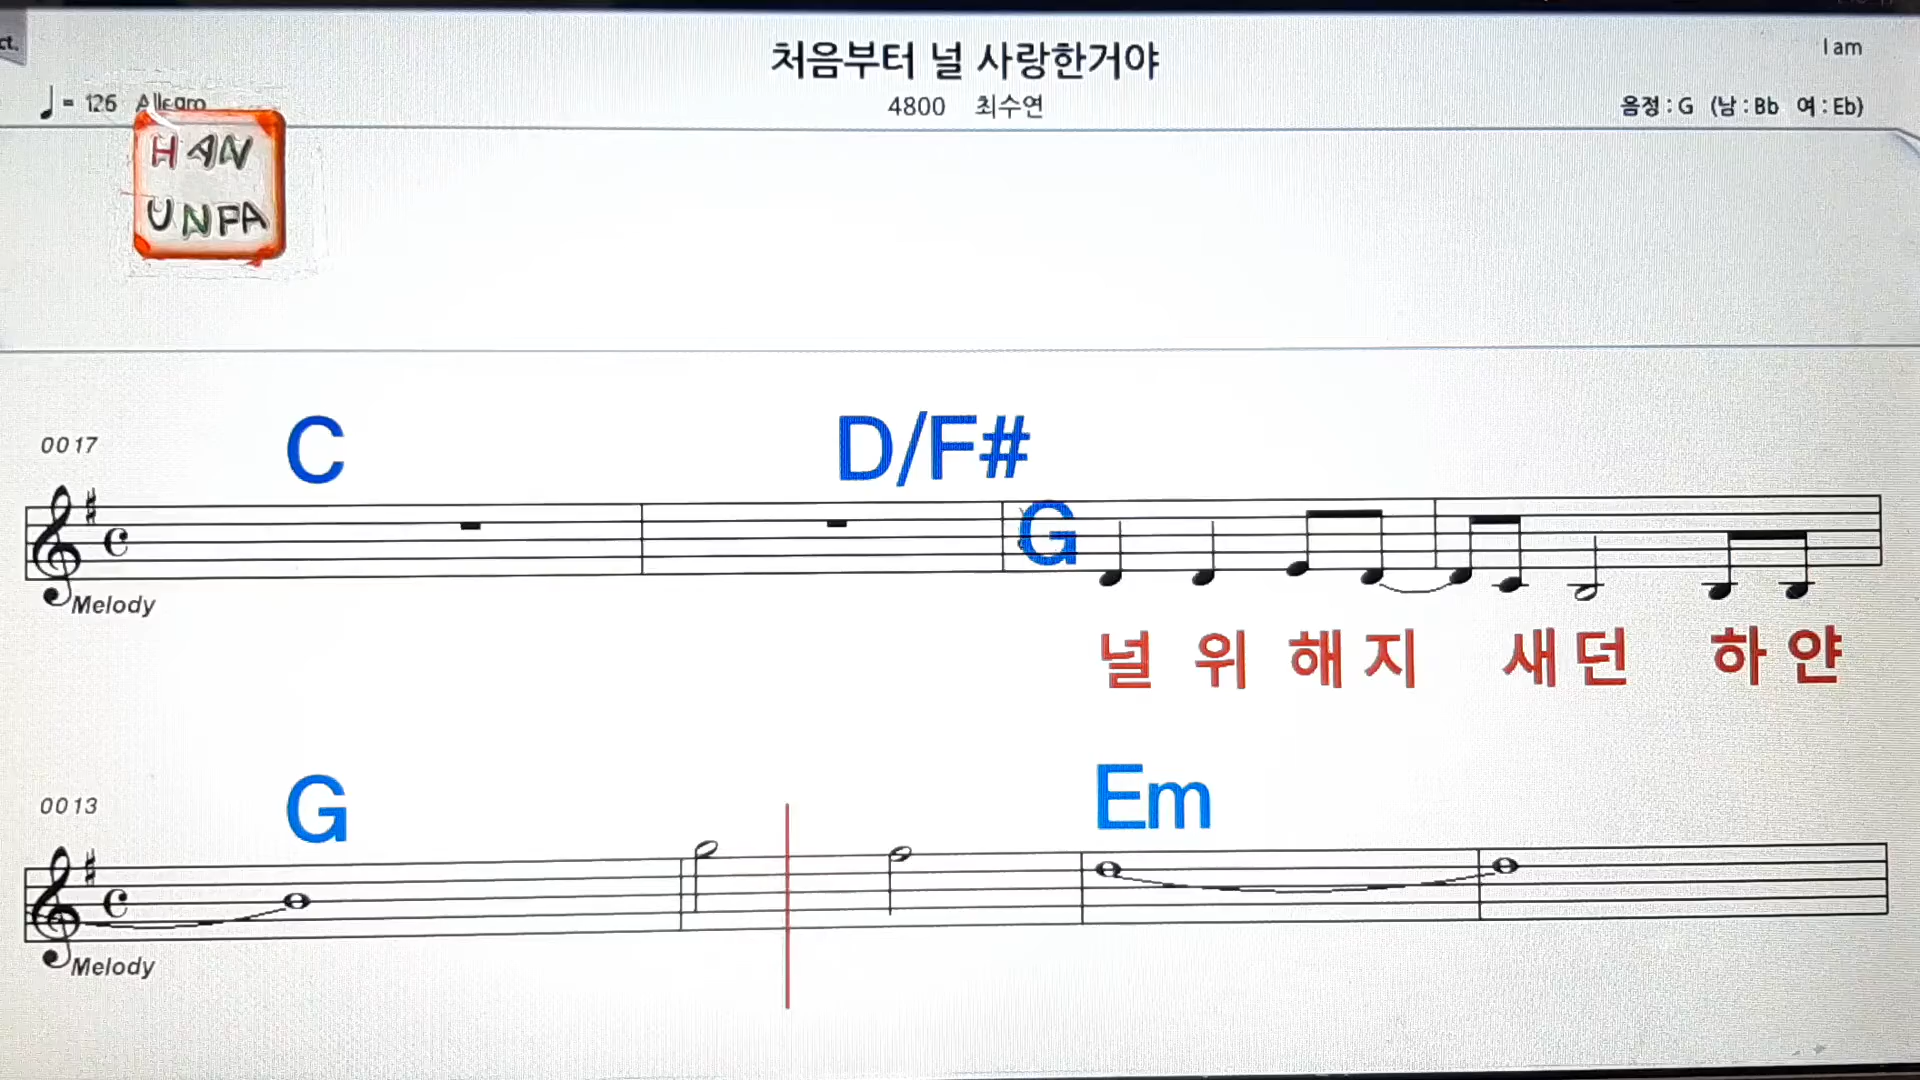 ct.
처음부터 널 사랑한거야
I am
= 126 Allegro
4800 최수연
음정 : G (남 : Bb 여 : Eb)
HAN
UNPA
0017
C D/F#
G
Melody
널 위 해 지 새 던 하 얀
0013
G Em
Melody